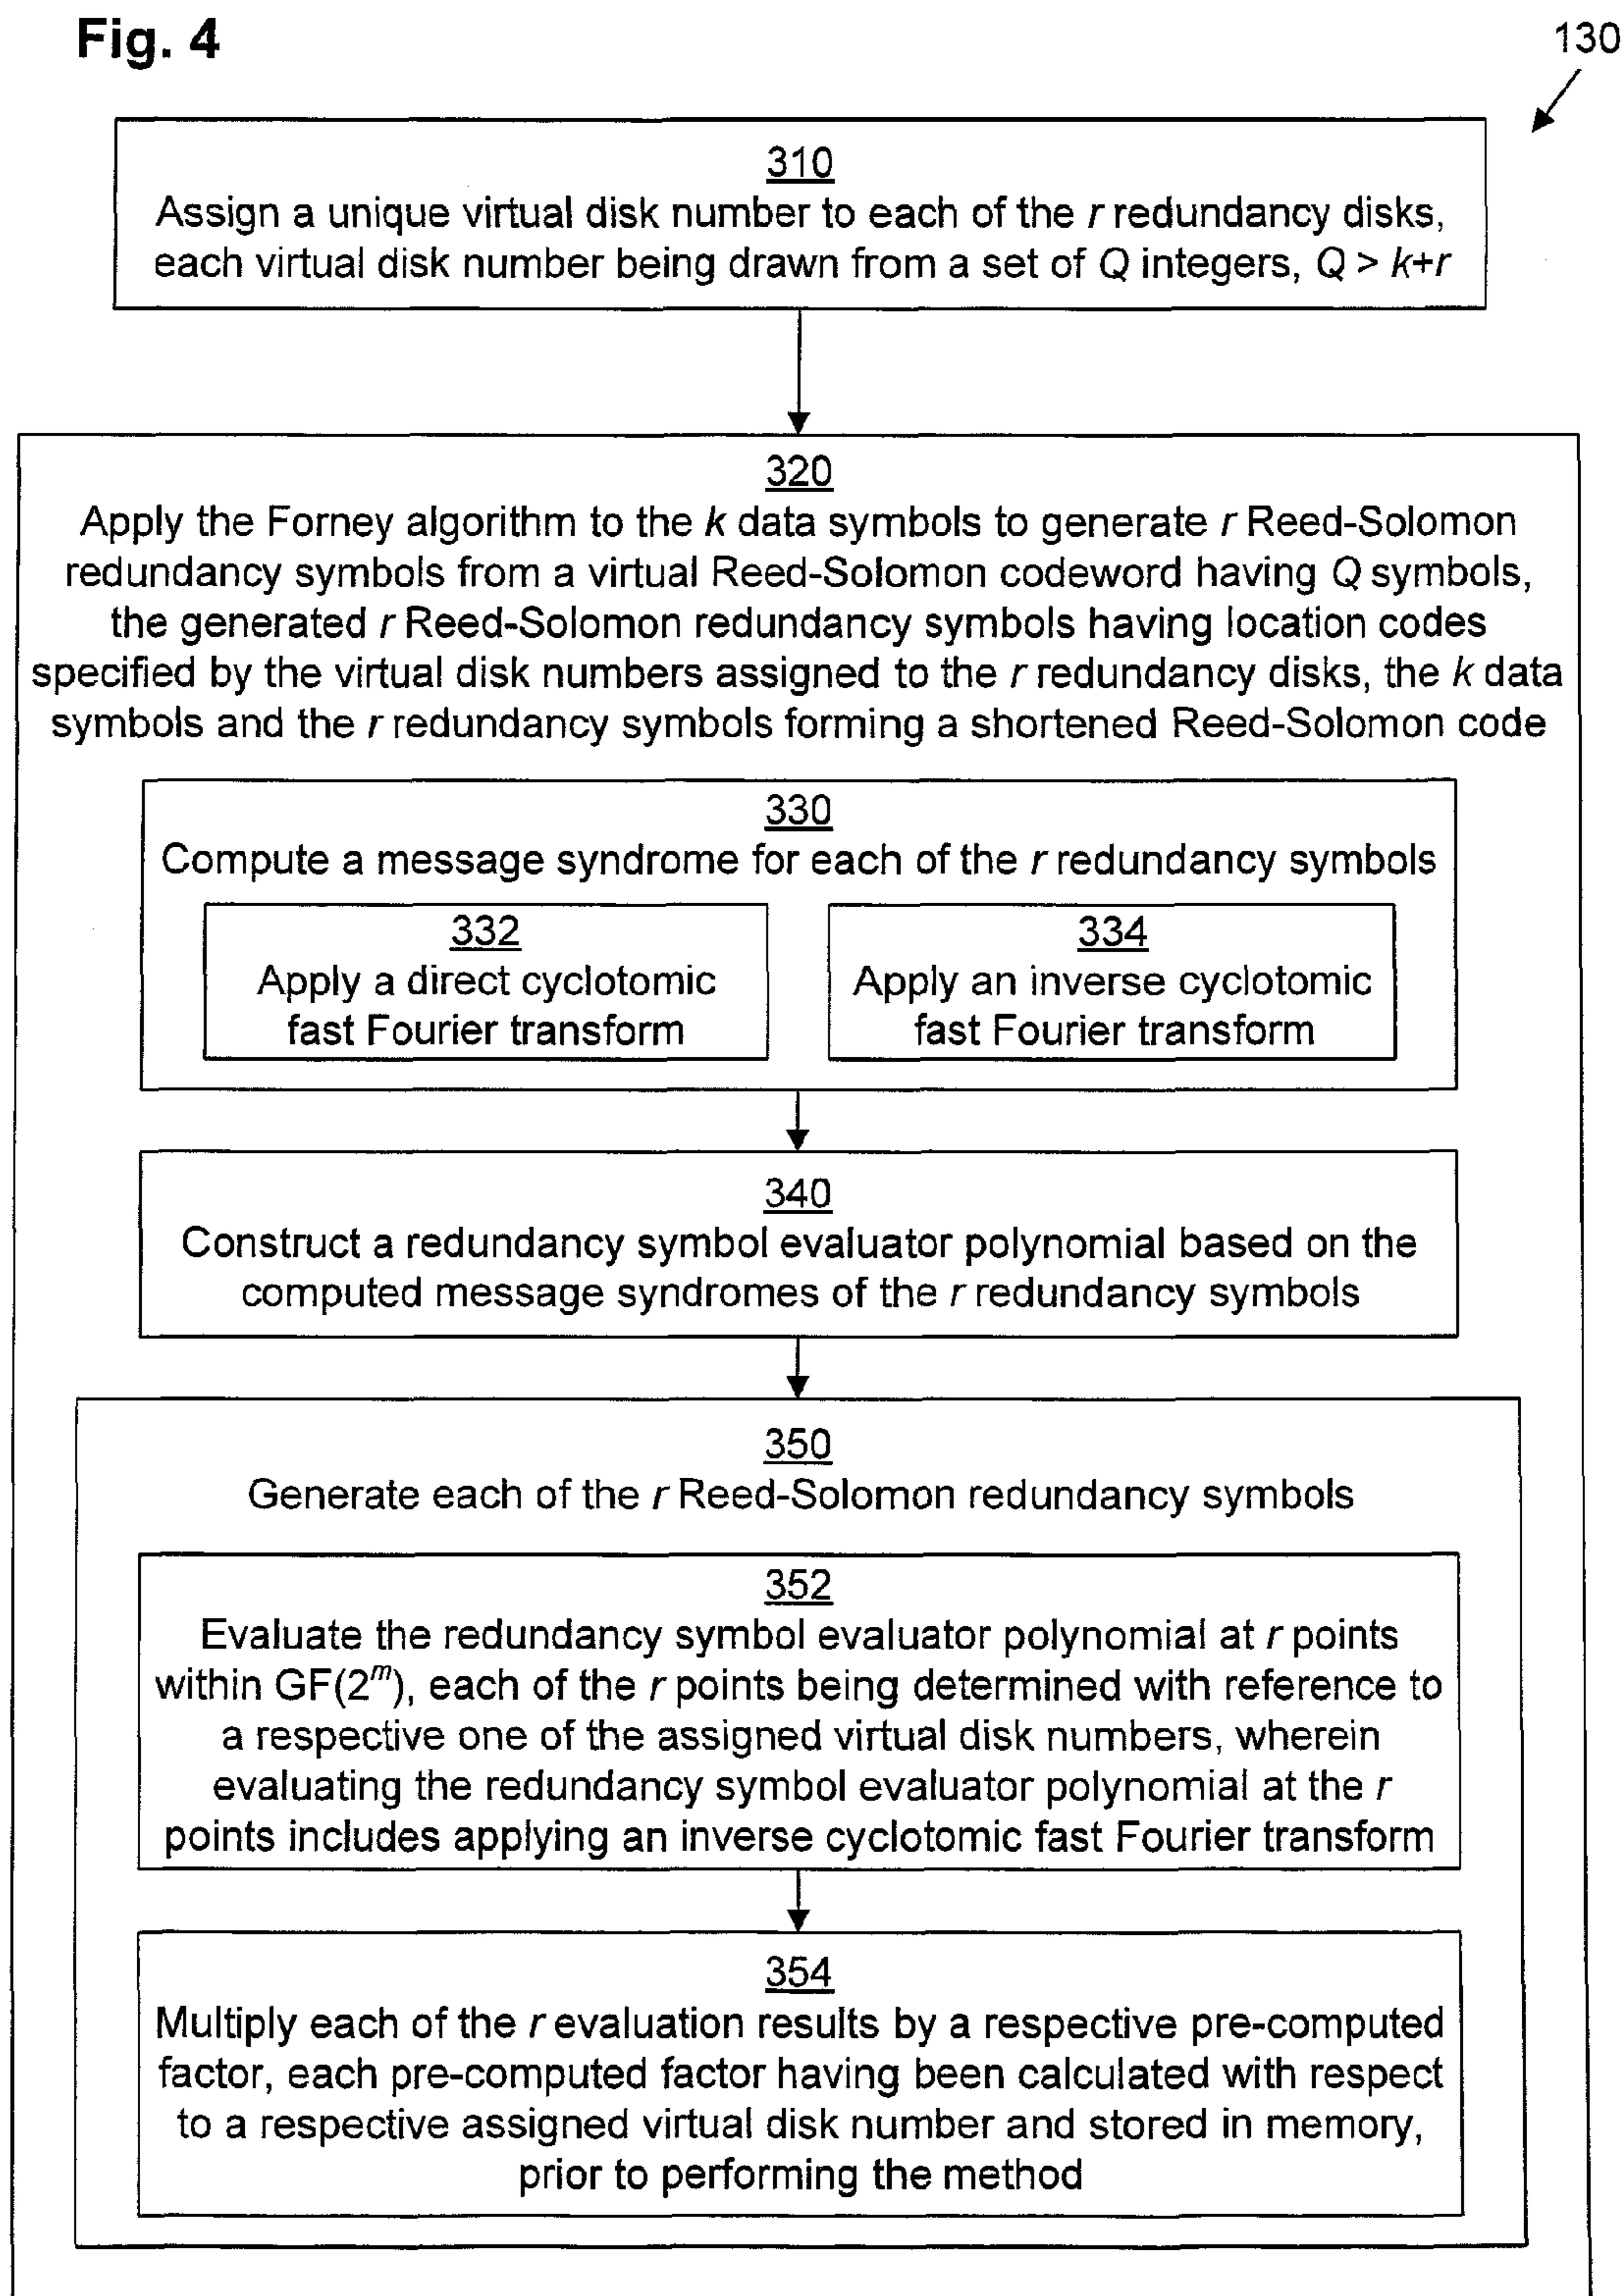 Fig. 4
130
310
Assign a unique virtual disk number to each of the r redundancy disks,
each virtual disk number being drawn from a set of Q integers, Q > k+r
320
Apply the Forney algorithm to the k data symbols to generate r Reed-Solomon
redundancy symbols from a virtual Reed-Solomon codeword having Q symbols,
the generated r Reed-Solomon redundancy symbols having location codes
specified by the virtual disk numbers assigned to the r redundancy disks, the k data
symbols and the r redundancy symbols forming a shortened Reed-Solomon code
330
Compute a message syndrome for each of the r redundancy symbols
332
Apply a direct cyclotomic
fast Fourier transform
334
Apply an inverse cyclotomic
fast Fourier transform
340
Construct a redundancy symbol evaluator polynomial based on the
computed message syndromes of the r redundancy symbols
350
Generate each of the r Reed-Solomon redundancy symbols
352
Evaluate the redundancy symbol evaluator polynomial at r points
within GF(2^m), each of the r points being determined with reference to
a respective one of the assigned virtual disk numbers, wherein
evaluating the redundancy symbol evaluator polynomial at the r
points includes applying an inverse cyclotomic fast Fourier transform
354
Multiply each of the r evaluation results by a respective pre-computed
factor, each pre-computed factor having been calculated with respect
to a respective assigned virtual disk number and stored in memory,
prior to performing the method